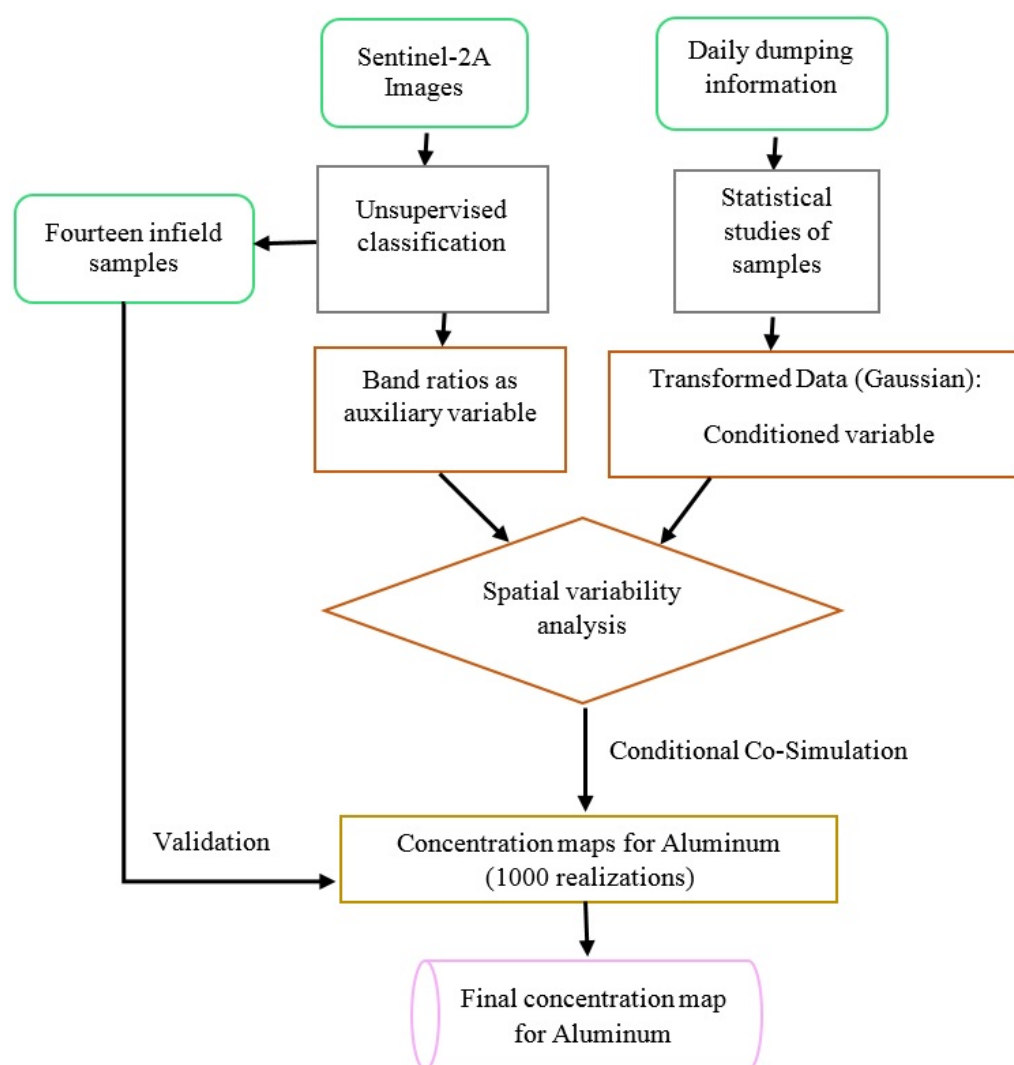 Sentinel-2A
Images
Daily dumping
information
Unsupervised
classification
Statistical
studies of
samples
Fourteen infield
samples
Band ratios as
auxiliary variable
Transformed Data (Gaussian):
Conditioned variable
Spatial variability
analysis
Conditional Co-Simulation
Validation
Concentration maps for Aluminum
(1000 realizations)
Final concentration map
for Aluminum